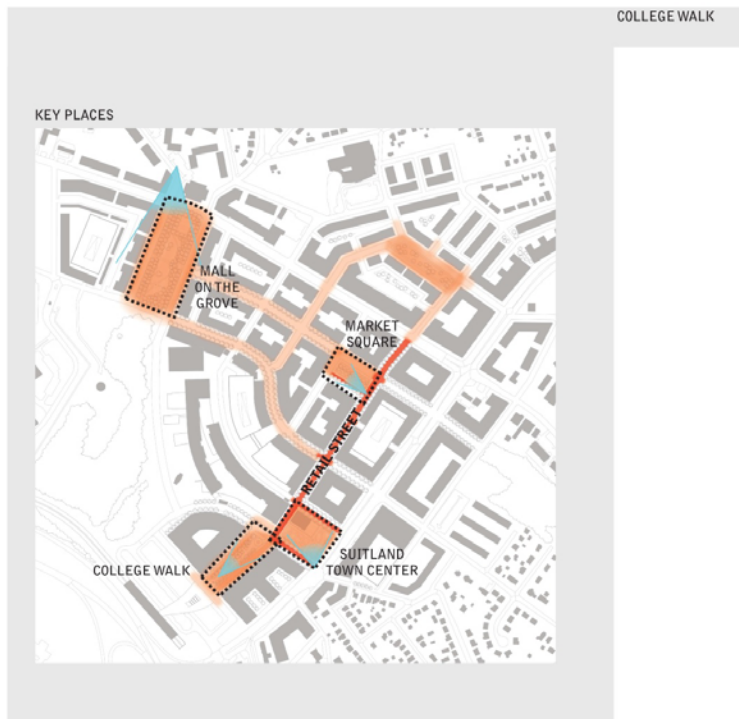 COLLEGE WALK
KEY PLACES
MALL
ON THE
GROVE
MARKET
SQUARE
RETAIL STREET
SUITLAND
TOWN CENTER
COLLEGE WALK